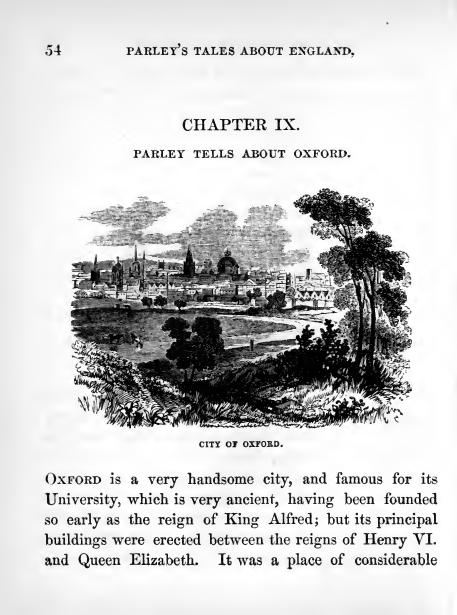 54 PARLEY'S TALES ABOUT ENGLAND,
CHAPTER IX.
PARLEY TELLS ABOUT OXFORD.
CITY OF OXFORD.
OXFORD is a very handsome city, and famous for its
University, which is very ancient, having been founded
so early as the reign of King Alfred; but its principal
buildings were erected between the reigns of Henry VI.
and Queen Elizabeth. It was a place of considerable